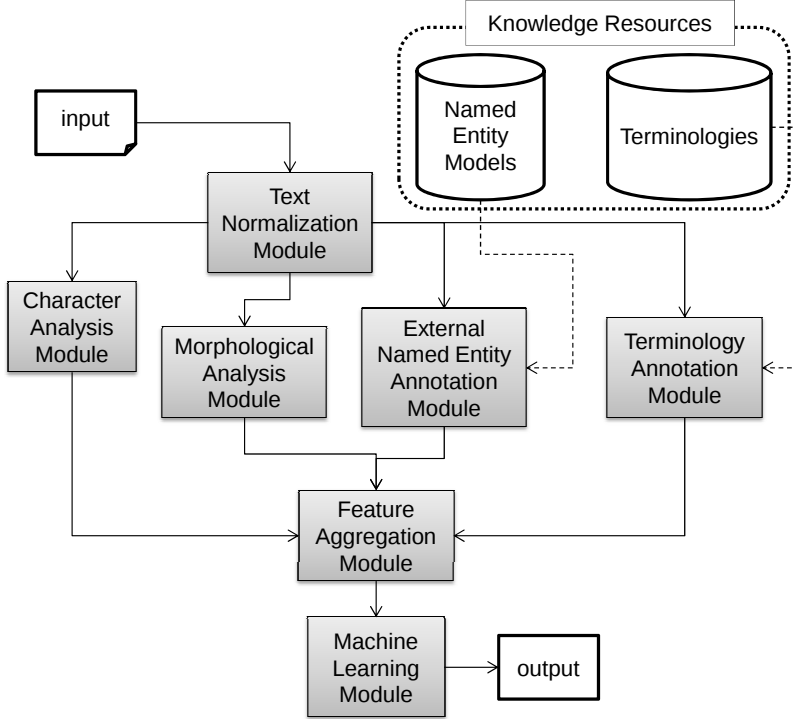 Knowledge Resources
Named
Entity
Models
Terminologies
input
Text
Normalization
Module
Character
Analysis
Module
Morphological
Analysis
Module
External
Named Entity
Annotation
Module
Terminology
Annotation
Module
Feature
Aggregation
Module
Machine
Learning
Module
output